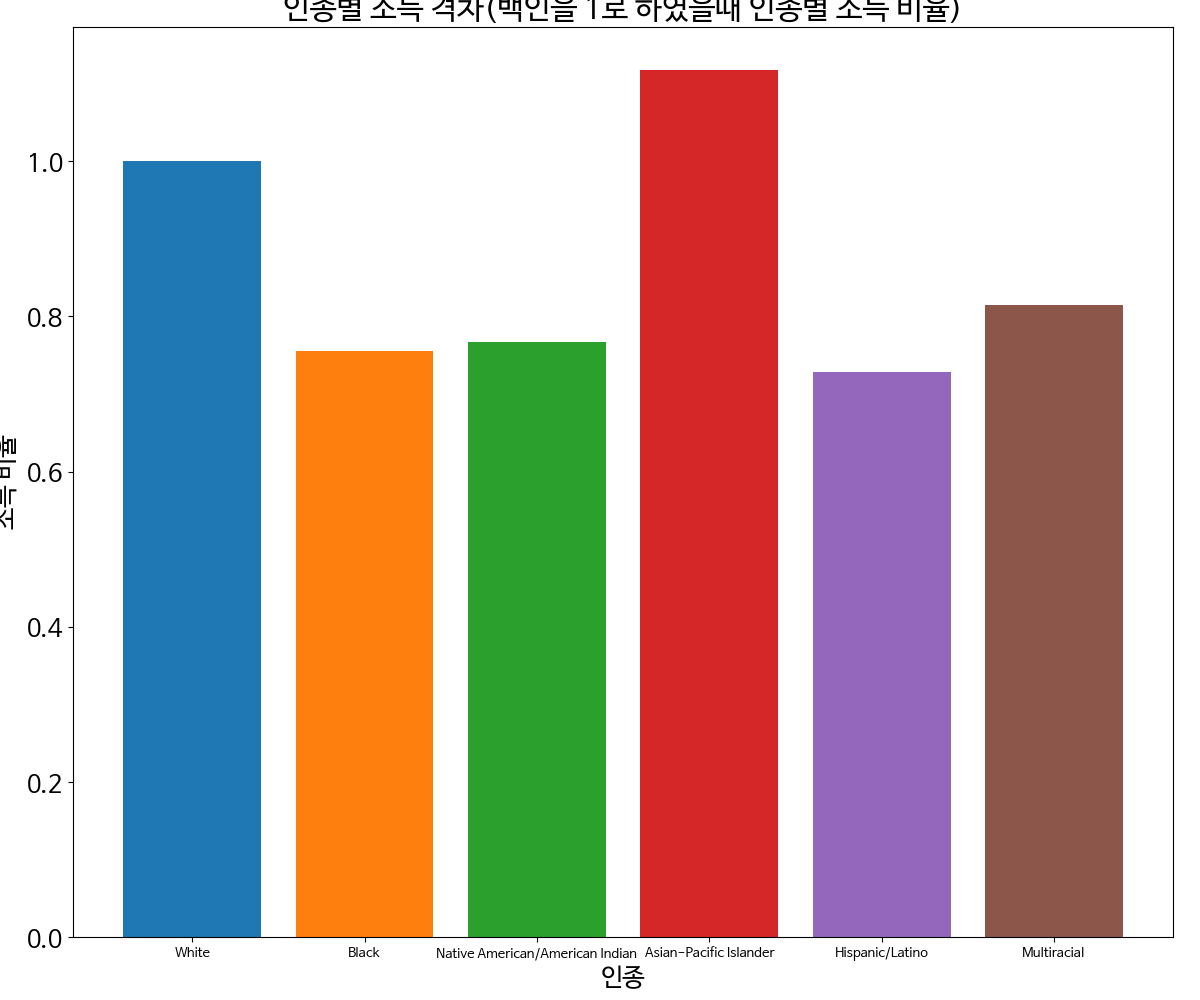 인종별 소득 격차(백인을 1로 하였을때 인종별 소득 비율)
소득 비율
1.0
0.8
0.6
0.4
0.2
0.0
White
Black
Native American/American Indian
Asian-Pacific Islander
Hispanic/Latino
Multiracial
인종